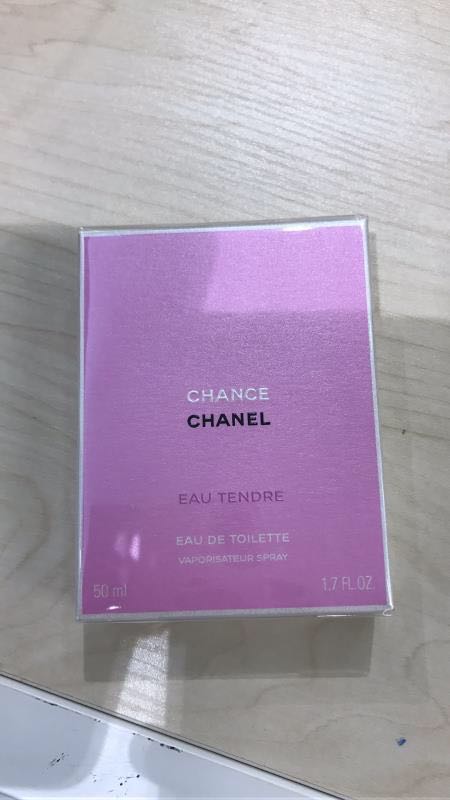 CHANCE
CHANEL
EAU TENDRE
EAU DE TOILETTE
VAPORISATEUR SPRAY
50 ml 1.7 FL.OZ.